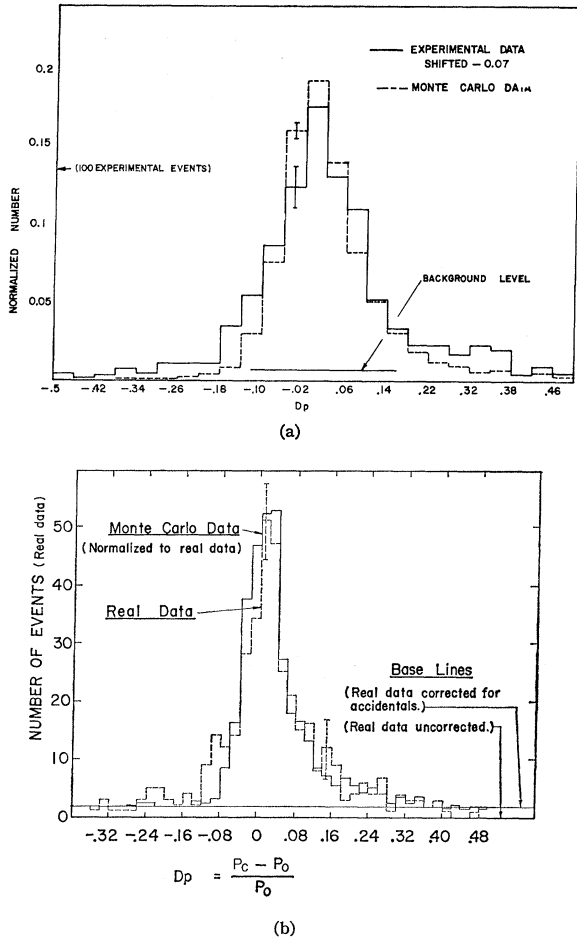 (a)
EXPERIMENTAL DATA
SHIFTED – 0.07
MONTE CARLO DATA
0.2
0.15
0.1
0.05
(100 EXPERIMENTAL EVENTS)
NORMALIZED NUMBER
BACKGROUND LEVEL
-.5 -.42 -.34 -.26 -.18 -.10 -.02 .06 .14 .22 .30 .38 .46
Dp
(a)
50
40
30
20
10
0
NUMBER OF EVENTS (Real data)
Monte Carlo Data
(Normalized to real data)
Real Data
Base Lines
(Real data corrected for
accidentals.)
(Real data uncorrected.)
-.32 -.24 -.16 -.08 0 .08 .16 .24 .32 .40 .48
Dp = Pc – Po
Po
(b)